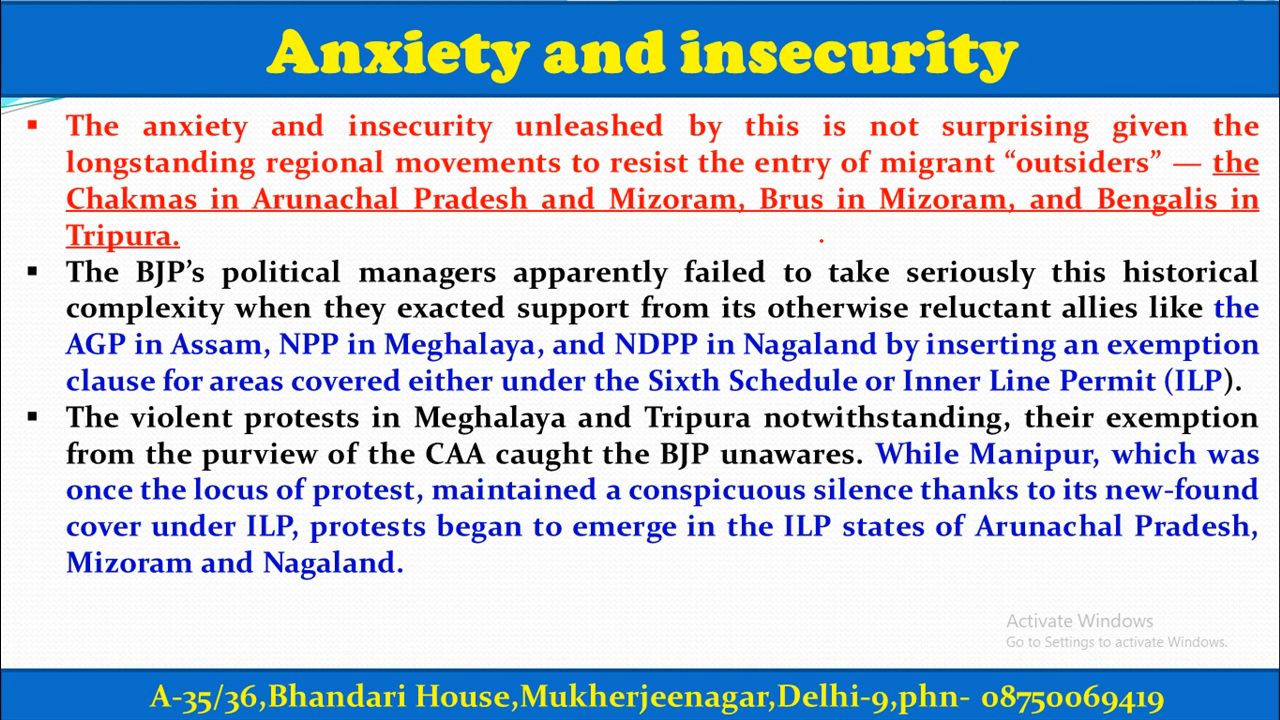 Anxiety and insecurity
▪ The anxiety and insecurity unleashed by this is not surprising given the
longstanding regional movements to resist the entry of migrant “outsiders” — the
Chakmas in Arunachal Pradesh and Mizoram, Brus in Mizoram, and Bengalis in
Tripura.
▪ The BJP’s political managers apparently failed to take seriously this historical
complexity when they exacted support from its otherwise reluctant allies like the
AGP in Assam, NPP in Meghalaya, and NDPP in Nagaland by inserting an exemption
clause for areas covered either under the Sixth Schedule or Inner Line Permit (ILP).
▪ The violent protests in Meghalaya and Tripura notwithstanding, their exemption
from the purview of the CAA caught the BJP unawares. While Manipur, which was
once the locus of protest, maintained a conspicuous silence thanks to its new-found
cover under ILP, protests began to emerge in the ILP states of Arunachal Pradesh,
Mizoram and Nagaland.
Activate Windows
Go to Settings to activate Windows.
A-35/36,Bhandari House,Mukherjeenagar,Delhi-9,phn- 08750069419